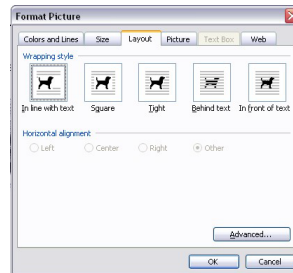 Format Picture
Colors and Lines Size Layout Picture Text Box Web
Wrapping style
In line with text Square Tight Behind text In front of text
Horizontal alignment
Left Center Right Other
Advanced...
OK Cancel